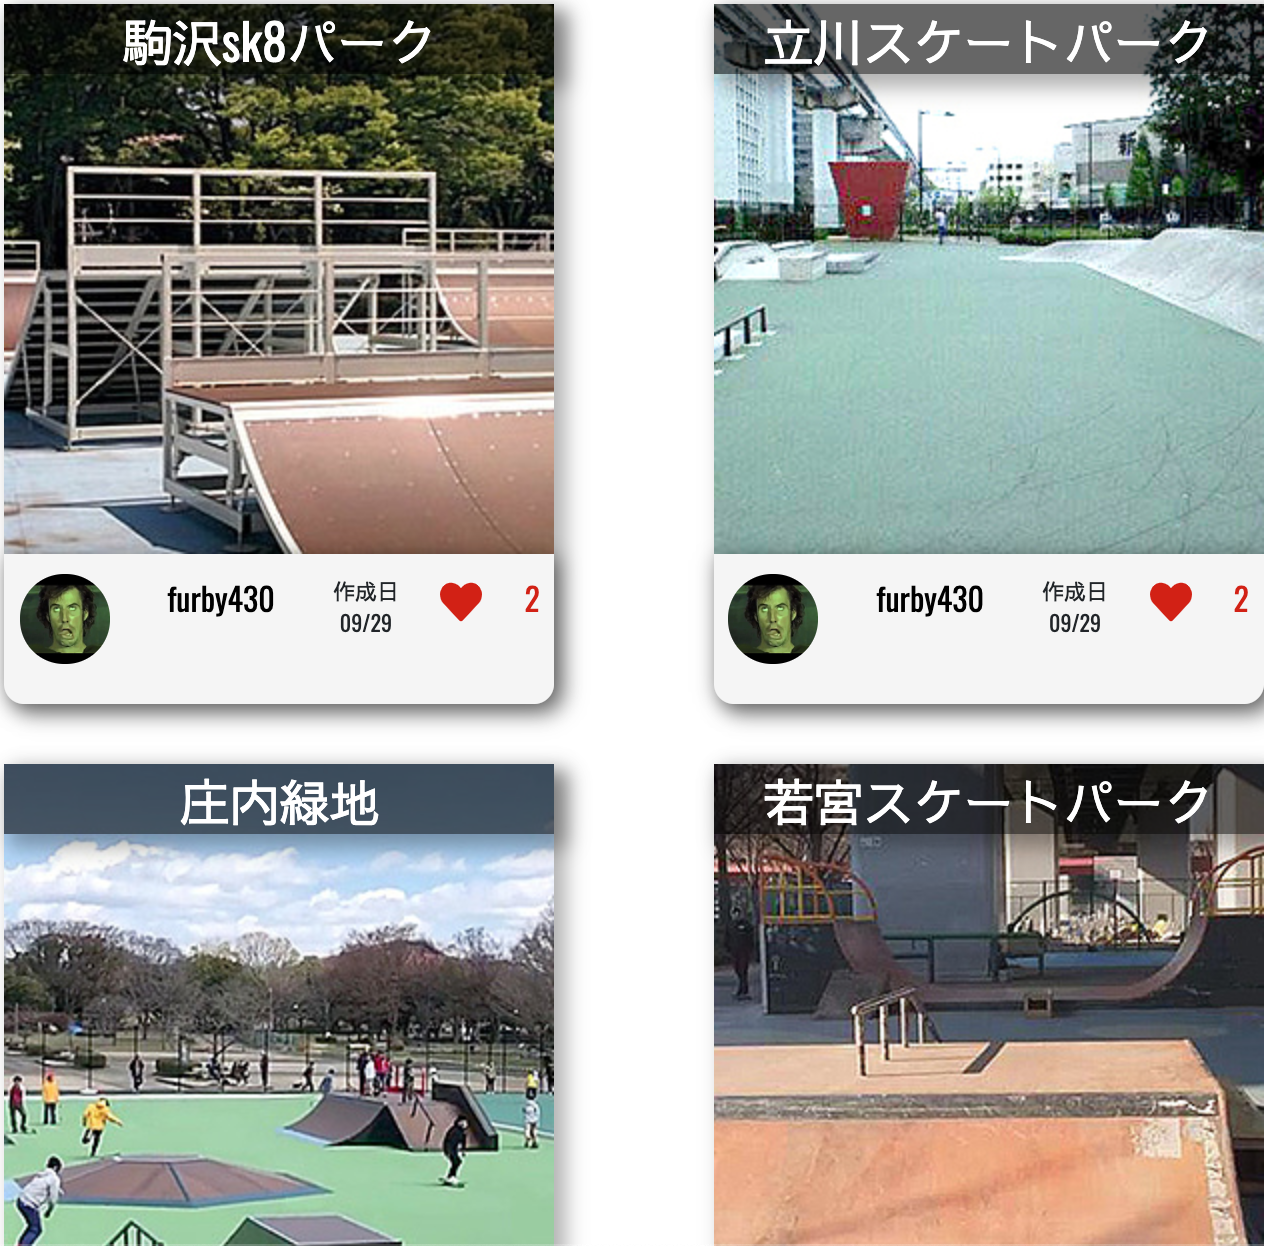 駒沢sk8パーク
立川スケートパーク
新
furby430
作成日
09/29
2
furby430
作成日
09/29
2
庄内緑地
若宮スケートパーク